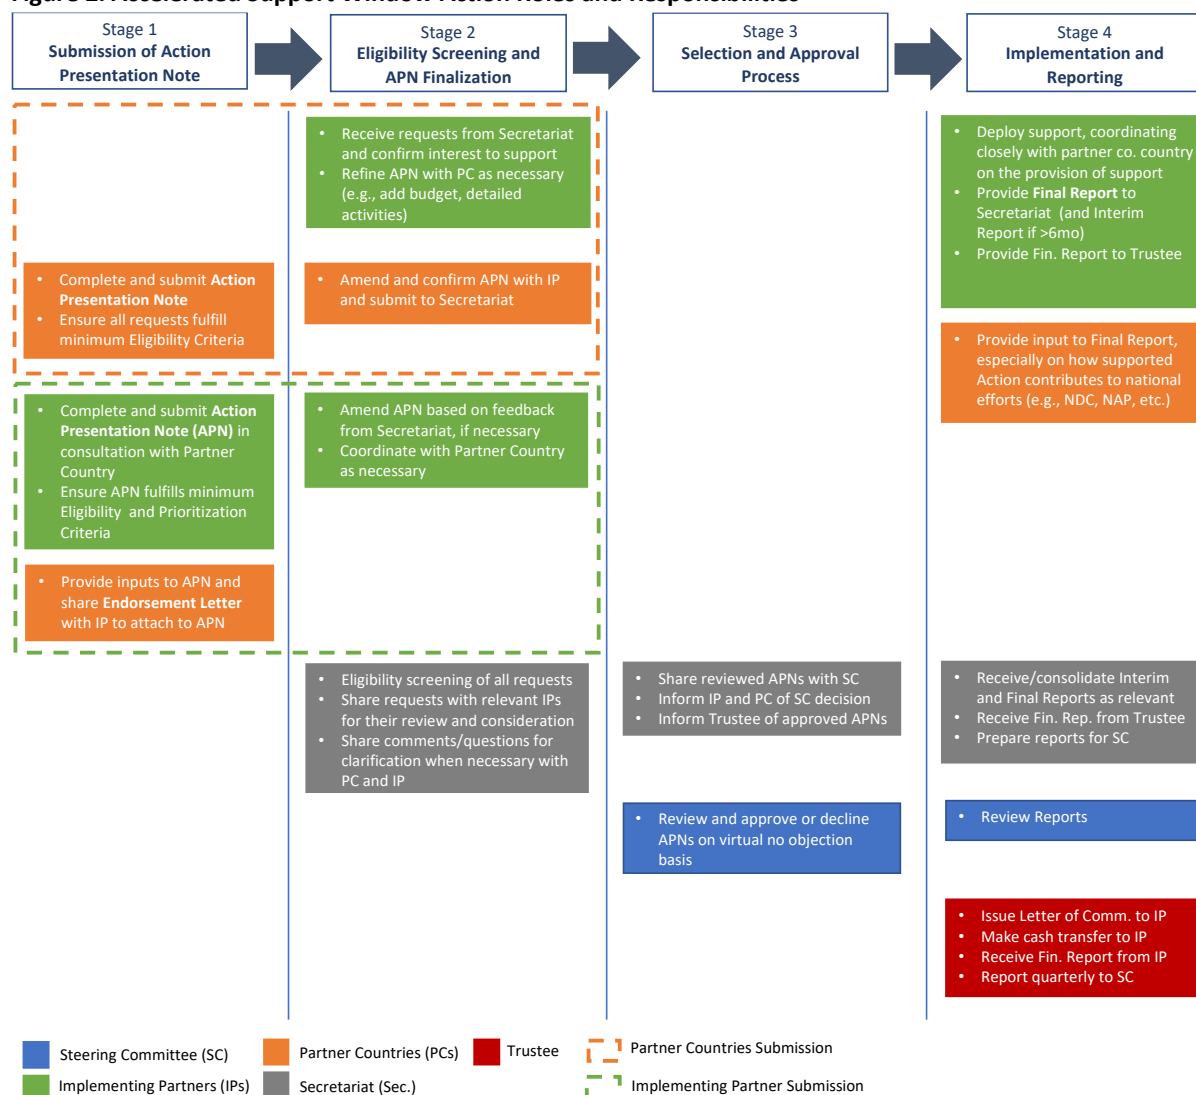 Figure 2: Accelerated Support Window Action Roles and Responsibilities
Stage 1
Submission of Action
Presentation Note
Stage 2
Eligibility Screening and
APN Finalization
Stage 3
Selection and Approval
Process
Stage 4
Implementation and
Reporting
• Receive requests from Secretariat
and confirm interest to support
• Refine APN with PC as necessary
(e.g., add budget, detailed
activities)
• Deploy support, coordinating
closely with partner co. country
on the provision of support
• Provide Final Report to
Secretariat (and Interim
Report if >6mo)
• Provide Fin. Report to Trustee
• Complete and submit Action
Presentation Note
• Ensure all requests fulfill
minimum Eligibility Criteria
• Amend and confirm APN with IP
and submit to Secretariat
• Provide input to Final Report,
especially on how supported
Action contributes to national
efforts (e.g., NDC, NAP, etc.)
• Complete and submit Action
Presentation Note (APN) in
consultation with Partner
Country
• Ensure APN fulfills minimum
Eligibility and Prioritization
Criteria
• Amend APN based on feedback
from Secretariat, if necessary
• Coordinate with Partner Country
as necessary
• Provide inputs to APN and
share Endorsement Letter
with IP to attach to APN
• Eligibility screening of all requests
• Share requests with relevant IPs
for their review and consideration
• Share comments/questions for
clarification when necessary with
PC and IP
• Share reviewed APNs with SC
• Inform IP and PC of SC decision
• Inform Trustee of approved APNs
• Receive/consolidate Interim
and Final Reports as relevant
• Receive Fin. Rep. from Trustee
• Prepare reports for SC
• Review and approve or decline
APNs on virtual no objection
basis
• Review Reports
• Issue Letter of Comm. to IP
• Make cash transfer to IP
• Receive Fin. Report from IP
• Report quarterly to SC
Steering Committee (SC)
Partner Countries (PCs)
Trustee
Partner Countries Submission
Implementing Partners (IPs)
Secretariat (Sec.)
Implementing Partner Submission